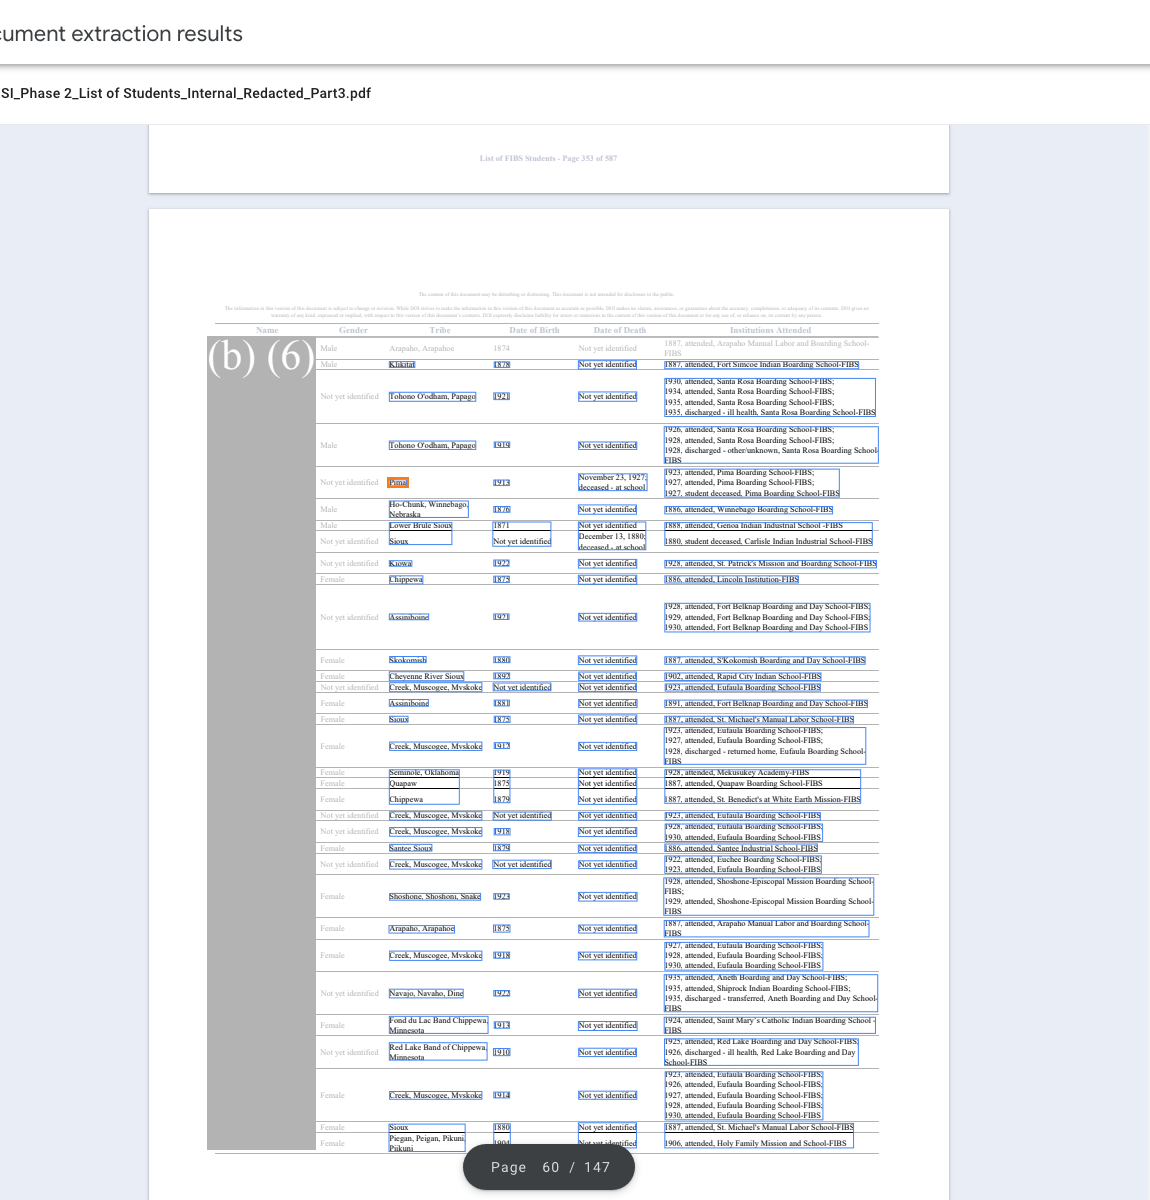 cument extraction results
SI_Phase 2_List of Students_Internal_Redacted_Part3.pdf
List of FIBS Students - Page 353 of 587
The content of this document may be disturbing or distressing. This document is not intended for disclosure to the public.
Name Gender Tribe Date of Birth Date of Death Institutions Attended
(b) (6)
Male Arapaho, Arapahoe 1874 Not yet identified 1887, attended, Arapaho Manual Labor and Boarding School-
FIBS
Male Klikitat 1878 Not yet identified 1887, attended, Fort Simcoe Indian Boarding School-FIBS
Not yet identified Tohono O'odham, Papago 1921 Not yet identified 1930, attended, Santa Rosa Boarding School-FIBS;
1934, attended, Santa Rosa Boarding School-FIBS;
1935, attended, Santa Rosa Boarding School-FIBS;
1935, discharged - ill health, Santa Rosa Boarding School-FIBS
Male Tohono O'odham, Papago 1919 Not yet identified 1926, attended, Santa Rosa Boarding School-FIBS;
1928, attended, Santa Rosa Boarding School-FIBS;
1928, discharged - other/unknown, Santa Rosa Boarding School-
FIBS
Not yet identified Pima 1913 November 23, 1927; 1923, attended, Pima Boarding School-FIBS;
deceased - at school 1927, attended, Pima Boarding School-FIBS;
1927, student deceased, Pima Boarding School-FIBS
Male Ho-Chunk, Winnebago, 1876 Not yet identified 1886, attended, Winnebago Boarding School-FIBS
Nebraska
Male Lower Brule Sioux 1871 Not yet identified 1888, attended, Genoa Indian Industrial School -FIBS
Not yet identified Sioux Not yet identified December 13, 1880; 1880, student deceased, Carlisle Indian Industrial School-FIBS
deceased - at school
Not yet identified Kiowa 1922 Not yet identified 1928, attended, St. Patrick's Mission and Boarding School-FIBS
Female Chippewa 1875 Not yet identified 1886, attended, Lincoln Institution-FIBS
Not yet identified Assiniboine 1921 Not yet identified 1928, attended, Fort Belknap Boarding and Day School-FIBS;
1929, attended, Fort Belknap Boarding and Day School-FIBS;
1930, attended, Fort Belknap Boarding and Day School-FIBS
Female Skokomish 1880 Not yet identified 1887, attended, S'Kokomish Boarding and Day School-FIBS
Female Cheyenne River Sioux 1892 Not yet identified 1902, attended, Rapid City Indian School-FIBS
Not yet identified Creek, Muscogee, Mvskoke Not yet identified Not yet identified 1923, attended, Eufaula Boarding School-FIBS
Female Assiniboine 1881 Not yet identified 1891, attended, Fort Belknap Boarding and Day School-FIBS
Female Sioux 1875 Not yet identified 1887, attended, St. Michael's Manual Labor School-FIBS
Female Creek, Muscogee, Mvskoke 1912 Not yet identified 1923, attended, Eufaula Boarding School-FIBS;
1927, attended, Eufaula Boarding School-FIBS;
1928, discharged - returned home, Eufaula Boarding School-
FIBS
Female Seminole, Oklahoma 1919 Not yet identified 1928, attended, Mekusukey Academy-FIBS
Female Quapaw 1875 Not yet identified 1887, attended, Quapaw Boarding School-FIBS
Female Chippewa 1879 Not yet identified 1887, attended, St. Benedict's at White Earth Mission-FIBS
Not yet identified Creek, Muscogee, Mvskoke Not yet identified Not yet identified 1923, attended, Eufaula Boarding School-FIBS
Not yet identified Creek, Muscogee, Mvskoke 1918 Not yet identified 1928, attended, Eufaula Boarding School-FIBS;
1930, attended, Eufaula Boarding School-FIBS
Female Santee Sioux 1879 Not yet identified 1886, attended, Santee Industrial School-FIBS
Not yet identified Creek, Muscogee, Mvskoke Not yet identified Not yet identified 1922, attended, Euchee Boarding School-FIBS;
1923, attended, Eufaula Boarding School-FIBS
Female Shoshone, Shoshoni, Snake 1923 Not yet identified 1928, attended, Shoshone-Episcopal Mission Boarding School-
FIBS;
1929, attended, Shoshone-Episcopal Mission Boarding School-
FIBS
Female Arapaho, Arapahoe 1875 Not yet identified 1887, attended, Arapaho Manual Labor and Boarding School-
FIBS
Female Creek, Muscogee, Mvskoke 1918 Not yet identified 1927, attended, Eufaula Boarding School-FIBS;
1928, attended, Eufaula Boarding School-FIBS;
1930, attended, Eufaula Boarding School-FIBS
Not yet identified Navajo, Navaho, Dine 1922 Not yet identified 1935, attended, Aneth Boarding and Day School-FIBS;
1935, attended, Shiprock Indian Boarding School-FIBS;
1935, discharged - transferred, Aneth Boarding and Day School-
FIBS
Female Fond du Lac Band Chippewa, 1913 Not yet identified 1924, attended, Saint Mary's Catholic Indian Boarding School -
Minnesota FIBS
Not yet identified Red Lake Band of Chippewa, 1910 Not yet identified 1925, attended, Red Lake Boarding and Day School-FIBS;
Minnesota 1926, discharged - ill health, Red Lake Boarding and Day
School-FIBS
Female Creek, Muscogee, Mvskoke 1914 Not yet identified 1923, attended, Eufaula Boarding School-FIBS;
1926, attended, Eufaula Boarding School-FIBS;
1927, attended, Eufaula Boarding School-FIBS;
1928, attended, Eufaula Boarding School-FIBS;
1930, attended, Eufaula Boarding School-FIBS
Female Sioux 1880 Not yet identified 1887, attended, St. Michael's Manual Labor School-FIBS
Female Piegan, Peigan, Pikuni, Not yet identified 1906, attended, Holy Family Mission and School-FIBS
Piikuni
Page 60 / 147